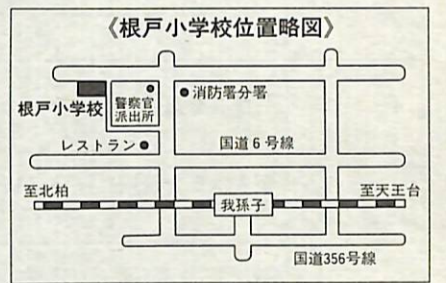 《根戸小学校位置略図》
根戸小学校
警察官
派出所
消防署分署
レストラン
国道6号線
至北柏
我孫子
至天王台
国道356号線